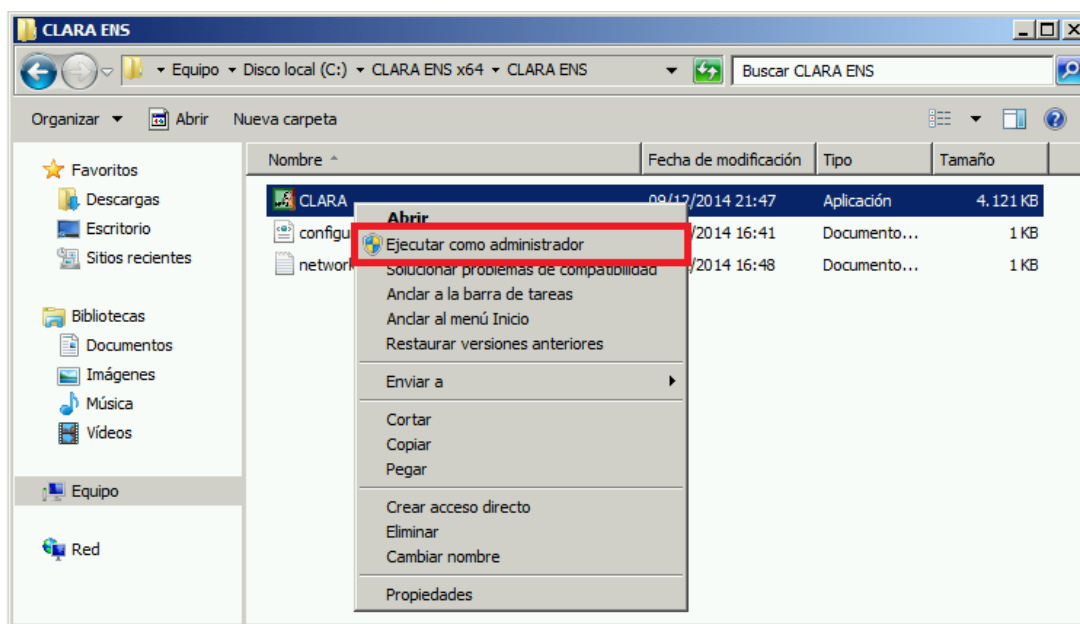 CLARA ENS
Equipo Disco local (C:) CLARA ENS x64 CLARA ENS
Buscar CLARA ENS
Organizar Abrir Nueva carpeta
Nombre Fecha de modificación Tipo Tamaño
Favoritos
Descargas
Escritorio
Sitios recientes
Bibliotecas
Documentos
Imágenes
Música
Vídeos
Equipo
Red
CLARA 09/12/2014 21:47 Aplicación 4.121 KB
configu /2014 16:41 Documento... 1 KB
network /2014 16:48 Documento... 1 KB
Abrir
Ejecutar como administrador
Solucionar problemas de compatibilidad
Anclar a la barra de tareas
Anclar al menú Inicio
Restaurar versiones anteriores
Enviar a
Cortar
Copiar
Pegar
Crear acceso directo
Eliminar
Cambiar nombre
Propiedades